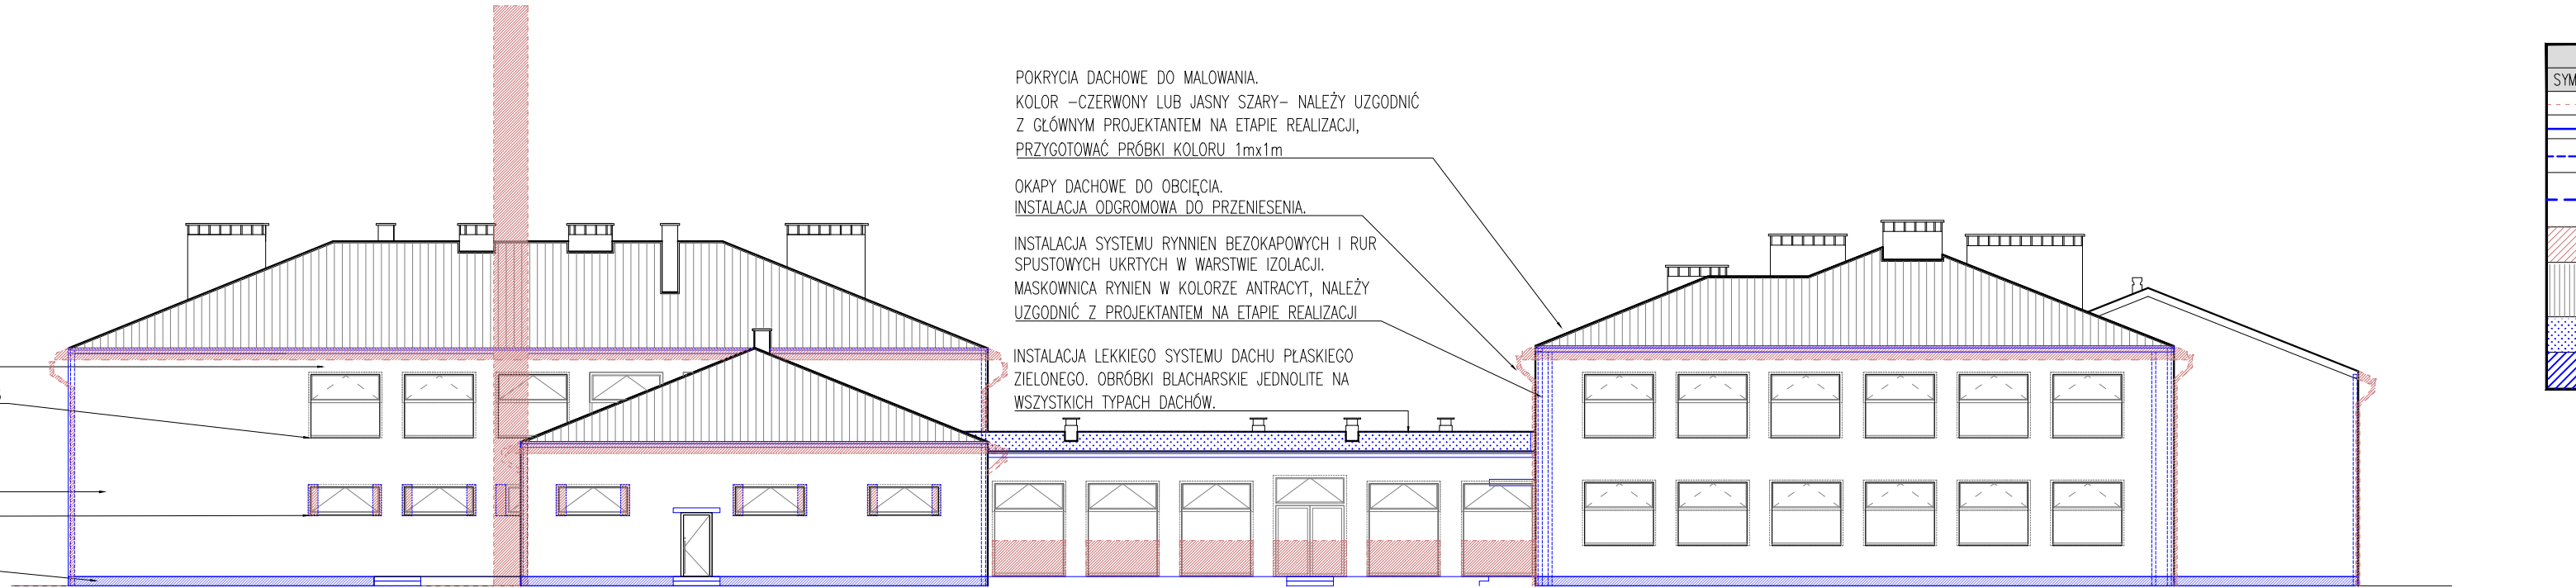 POKRYCIA DACHOWE DO MALOWANIA.
KOLOR -CZERWONY LUB JASNY SZARY- NALEŻY UZGODNIĆ
Z GŁÓWNYM PROJEKTANTEM NA ETAPIE REALIZACJI,
PRZYGOTOWAĆ PRÓBKI KOLORU 1mx1m
OKAPY DACHOWE DO OBCIĘCIA.
INSTALACJA ODGROMOWA DO PRZENIESENIA.
INSTALACJA SYSTEMU RYNNIEN BEZOKAPOWYCH I RUR
SPUSTOWYCH UKRTYCH W WARSTWIE IZOLACJI.
MASKOWNICA RYNIEN W KOLORZE ANTRACYT, NALEŻY
UZGODNIĆ Z PROJEKTANTEM NA ETAPIE REALIZACJI
INSTALACJA LEKKIEGO SYSTEMU DACHU PŁASKIEGO
ZIELONEGO. OBRÓBKI BLACHARSKIE JEDNOLITE NA
WSZYSTKICH TYPACH DACHÓW.
SYM